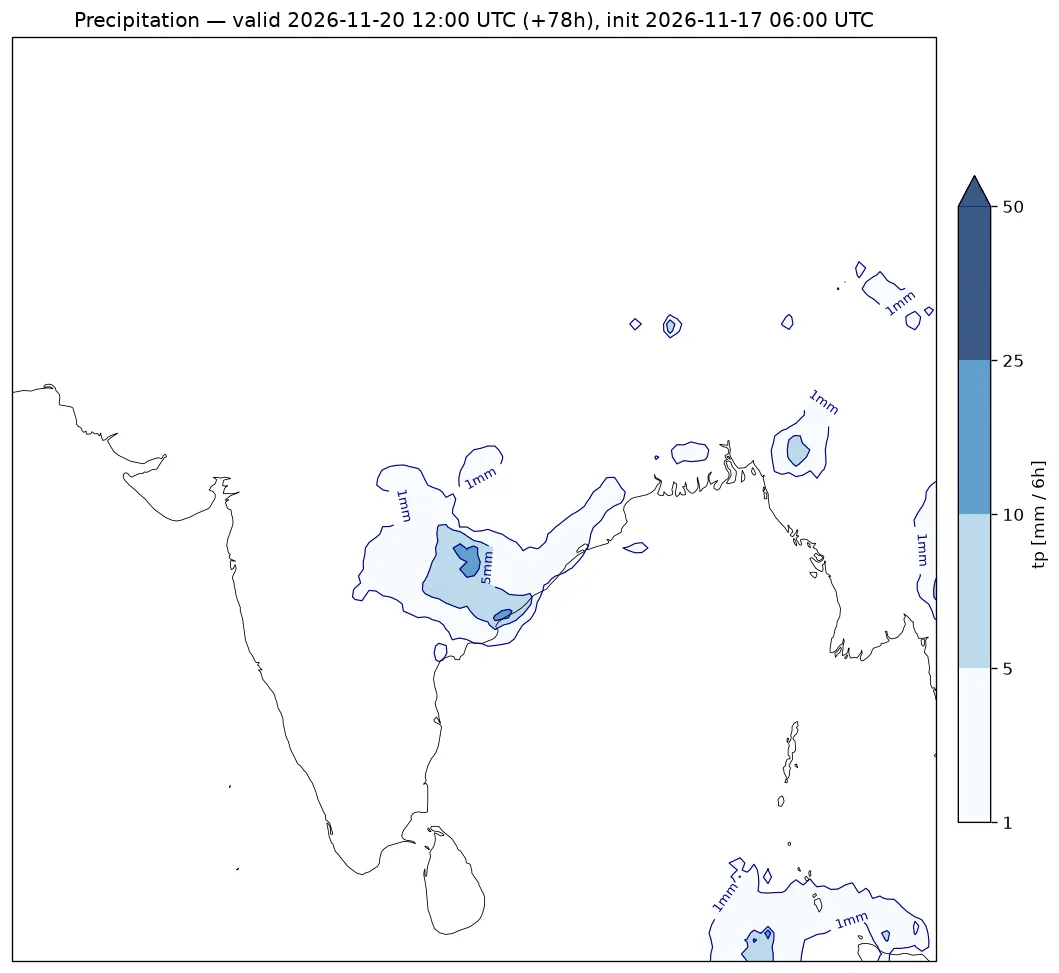 Precipitation — valid 2026-11-20 12:00 UTC (+78h), init 2026-11-17 06:00 UTC
50
1mm
25
1mm
1mm
1mm
tp [mm / 6h]
10
1mm
5mm
5
1
1mm
1mm